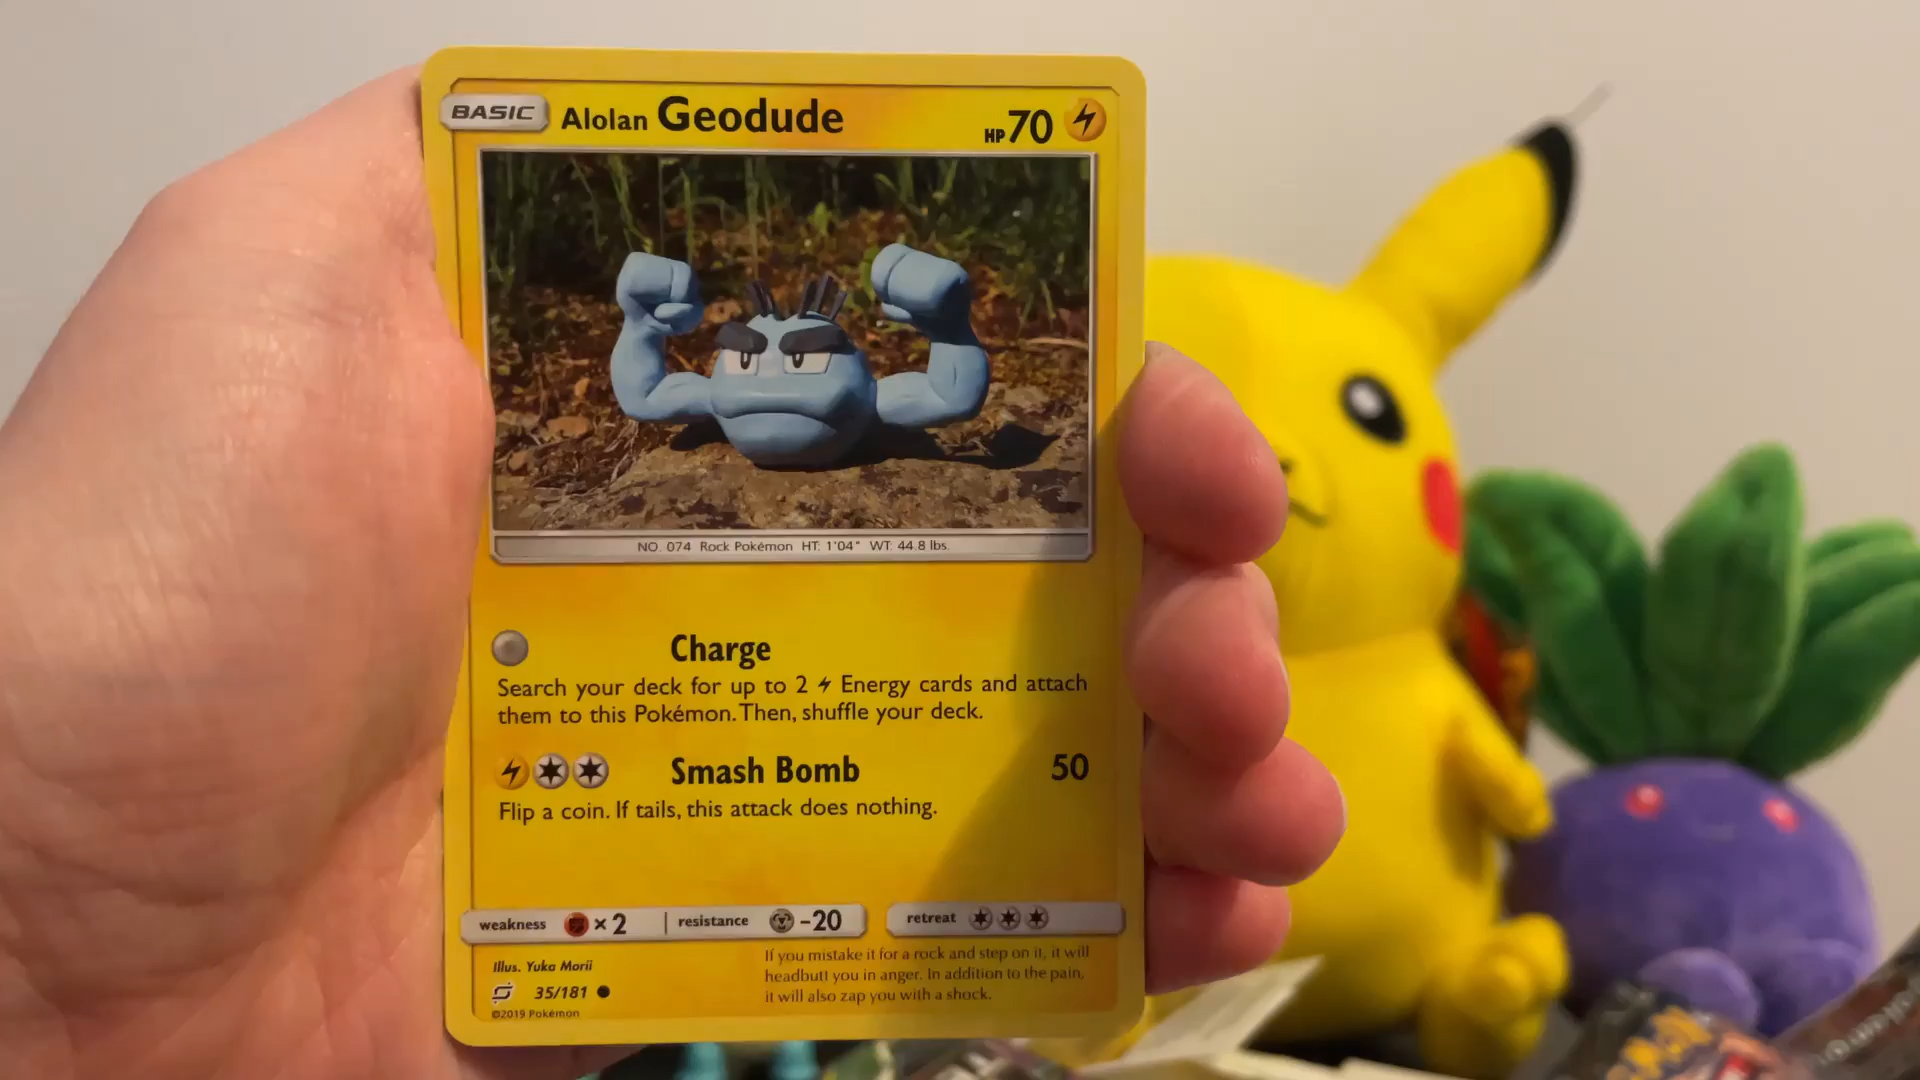 BASIC Alolan Geodude HP 70
NO. 074 Rock Pokémon HT: 1'04" WT: 44.8 lbs.
Charge
Search your deck for up to 2 Energy cards and attach
them to this Pokémon. Then, shuffle your deck.
Smash Bomb 50
Flip a coin. If tails, this attack does nothing.
weakness ×2 resistance -20 retreat
If you mistake it for a rock and step on it, it will
headbutt you in anger. In addition to the pain,
it will also zap you with a shock.
Illus. Yuka Morii
35/181
©2019 Pokémon